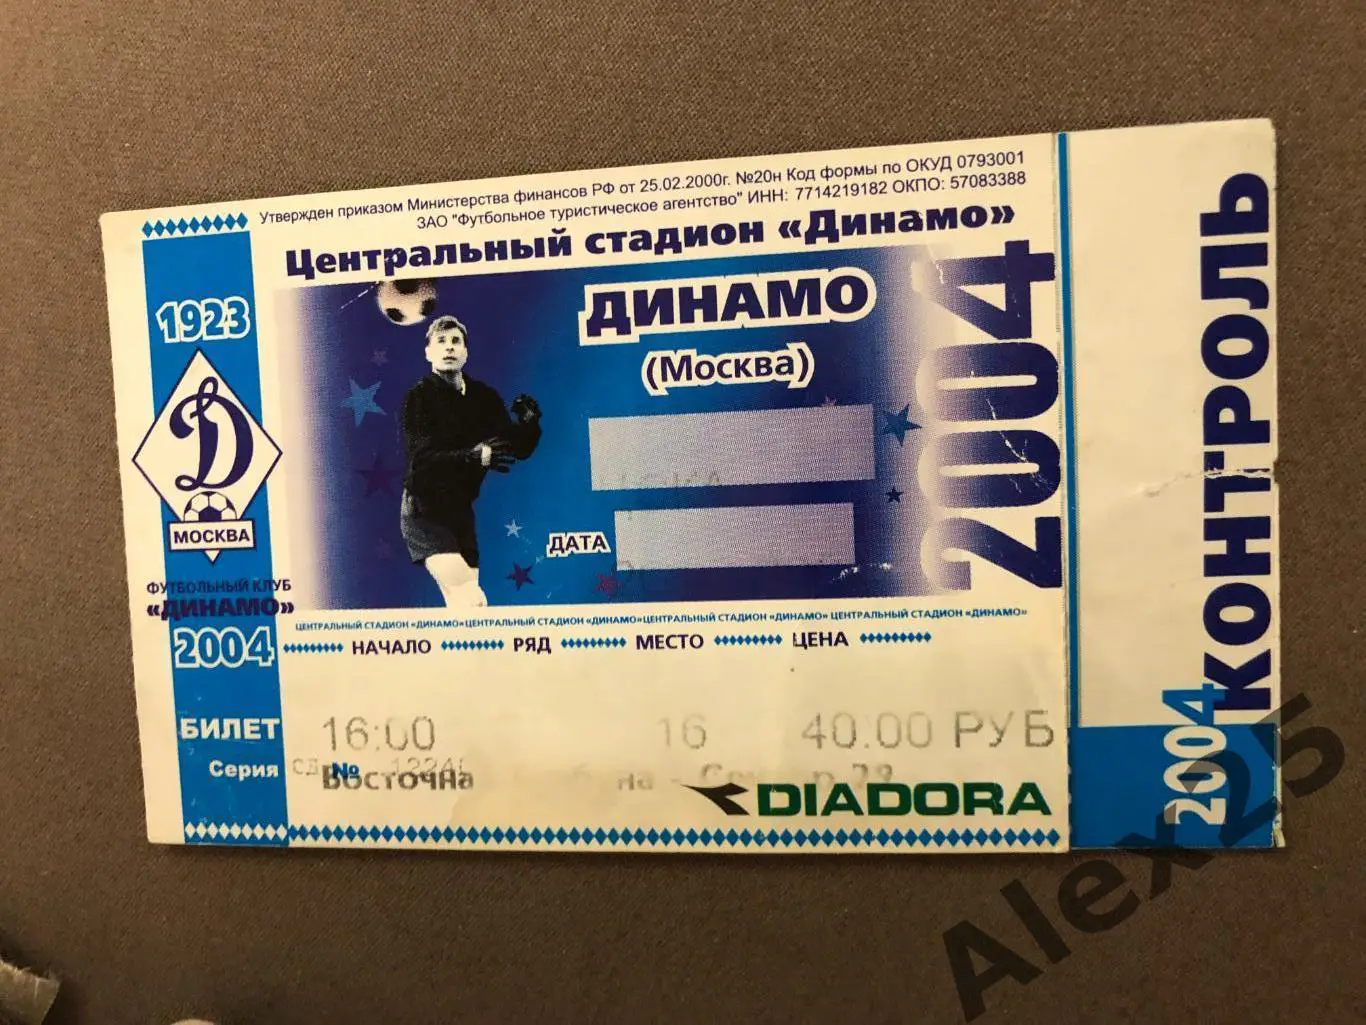 Утвержден приказом Министерства финансов РФ от 25.02.2000г. №20н Код формы по ОКУД 0793001
ЗАО "Футбольное туристическое агентство" ИНН: 7714219182 ОКПО: 57083388
Центральный стадион «Динамо»
1923
Д
МОСКВА
ФУТБОЛЬНЫЙ КЛУБ
«ДИНАМО»
2004
ДИНАМО
(Москва)
ДАТА
2004
ЦЕНТРАЛЬНЫЙ СТАДИОН «ДИНАМО»ЦЕНТРАЛЬНЫЙ СТАДИОН «ДИНАМО»ЦЕНТРАЛЬНЫЙ СТАДИОН «ДИНАМО» ЦЕНТРАЛЬНЫЙ СТАДИОН «ДИНАМО»
НАЧАЛО РЯД МЕСТО ЦЕНА
БИЛЕТ 16:00 16 40.00 РУБ
Серия СД №
DIADORA
КОНТРОЛЬ
2004
Alex25